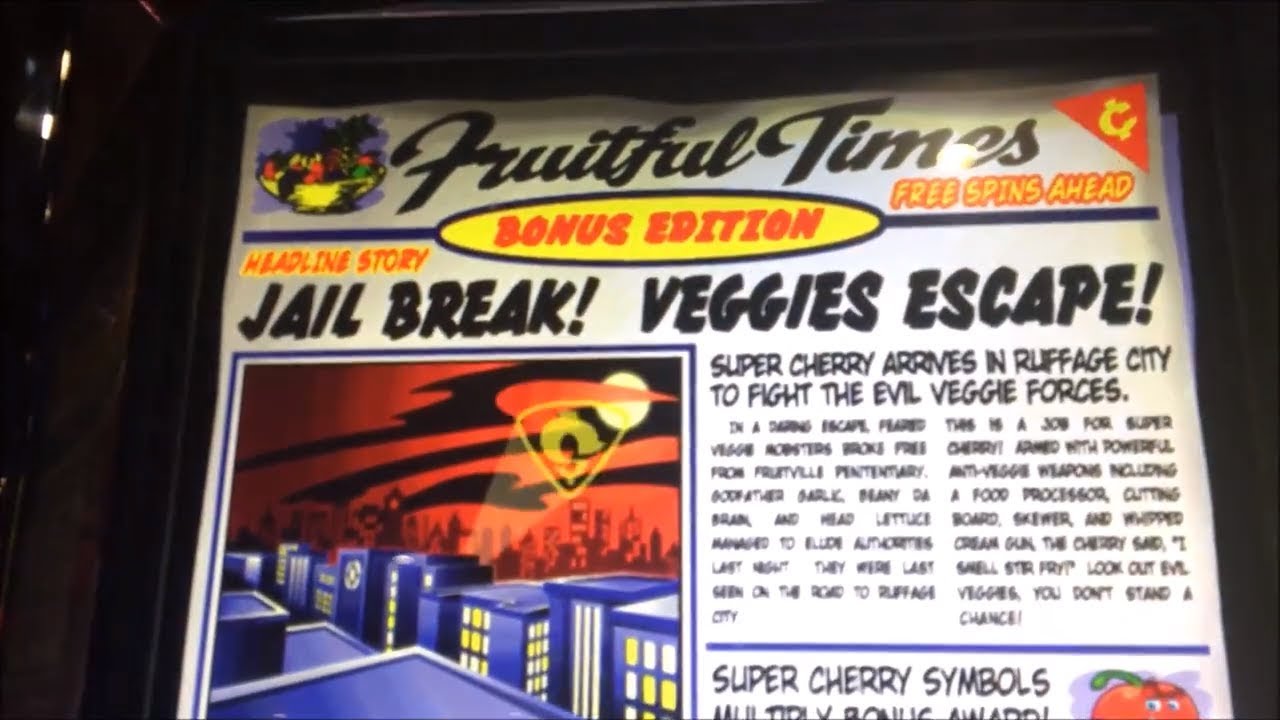 Fruitful Times
FREE SPINS AHEAD
BONUS EDITION
HEADLINE STORY
JAIL BREAK! VEGGIES ESCAPE!
SUPER CHERRY ARRIVES IN RUFFAGE CITY
TO FIGHT THE EVIL VEGGIE FORCES.
IN A DARING ESCAPE, FEARED
VEGGIE MOBSTERS BROKE FREE
FROM FRUITVILLE PENITENTIARY.
GODFATHER GARLIC, BEANY DA
BRAIN, AND HEAD LETTUCE
MANAGED TO ELUDE AUTHORITIES
LAST NIGHT THEY WERE LAST
SEEN ON THE ROAD TO RUFFAGE
CITY
THIS IS A JOB FOR SUPER
CHERRY! ARMED WITH POWERFUL
ANTI-VEGGIE WEAPONS INCLUDING
A FOOD PROCESSOR, CUTTING
BOARD, SKEWER, AND WHIPPED
CREAM GUN, THE CHERRY SAID, "I
SMELL STIR FRY!" LOOK OUT EVIL
VEGGIES, YOU DON'T STAND A
CHANCE!
SUPER CHERRY SYMBOLS
MULTIPLY BONUS AWARD!